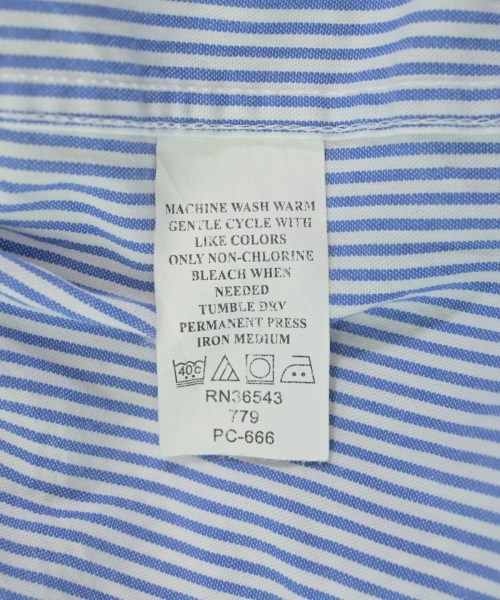 MACHINE WASH WARM
GENTLE CYCLE WITH
LIKE COLORS
ONLY NON-CHLORINE
BLEACH WHEN
NEEDED
TUMBLE DRY
PERMANENT PRESS
IRON MEDIUM
40C
RN36543
779
PC-666